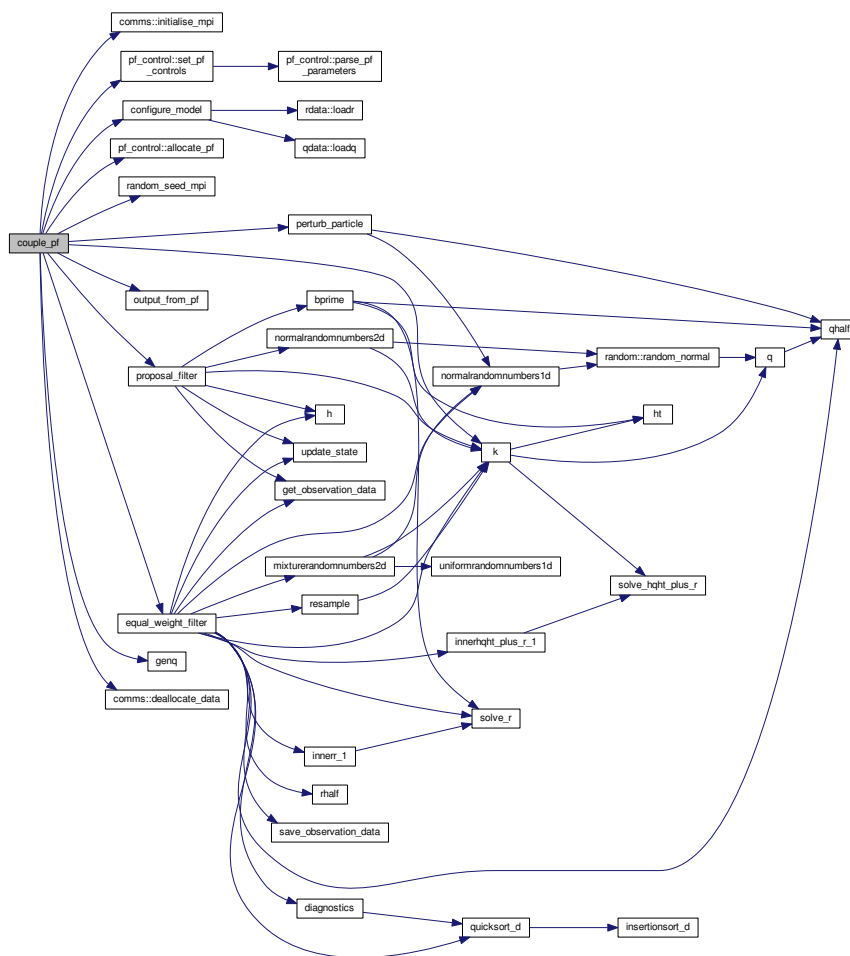 comms::initialise_mpi
pf_control::set_pf
_controls
pf_control::parse_pf
_parameters
configure_model
rdata::loadr
qdata::loadq
pf_control::allocate_pf
random_seed_mpi
couple_pf
perturb_particle
output_from_pf
bprime
normalrandomnumbers2d
qhalf
proposal_filter
random::random_normal
q
normalrandomnumbers1d
h
ht
update_state
k
get_observation_data
mixturerandomnumbers2d
uniformrandomnumbers1d
solve_hqht_plus_r
resample
equal_weight_filter
innerhqht_plus_r_1
genq
comms::deallocate_data
solve_r
innerr_1
rhalf
save_observation_data
diagnostics
quicksort_d
insertionsort_d